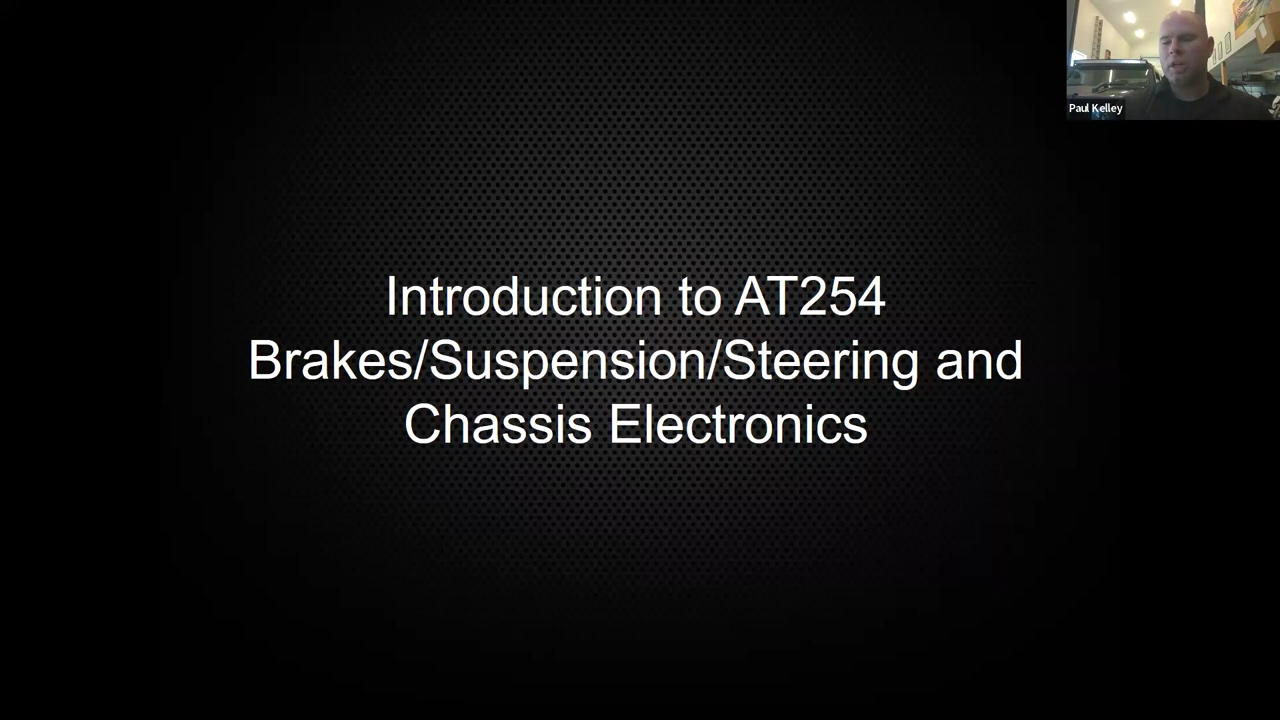 Paul Kelley
Introduction to AT254
Brakes/Suspension/Steering and
Chassis Electronics